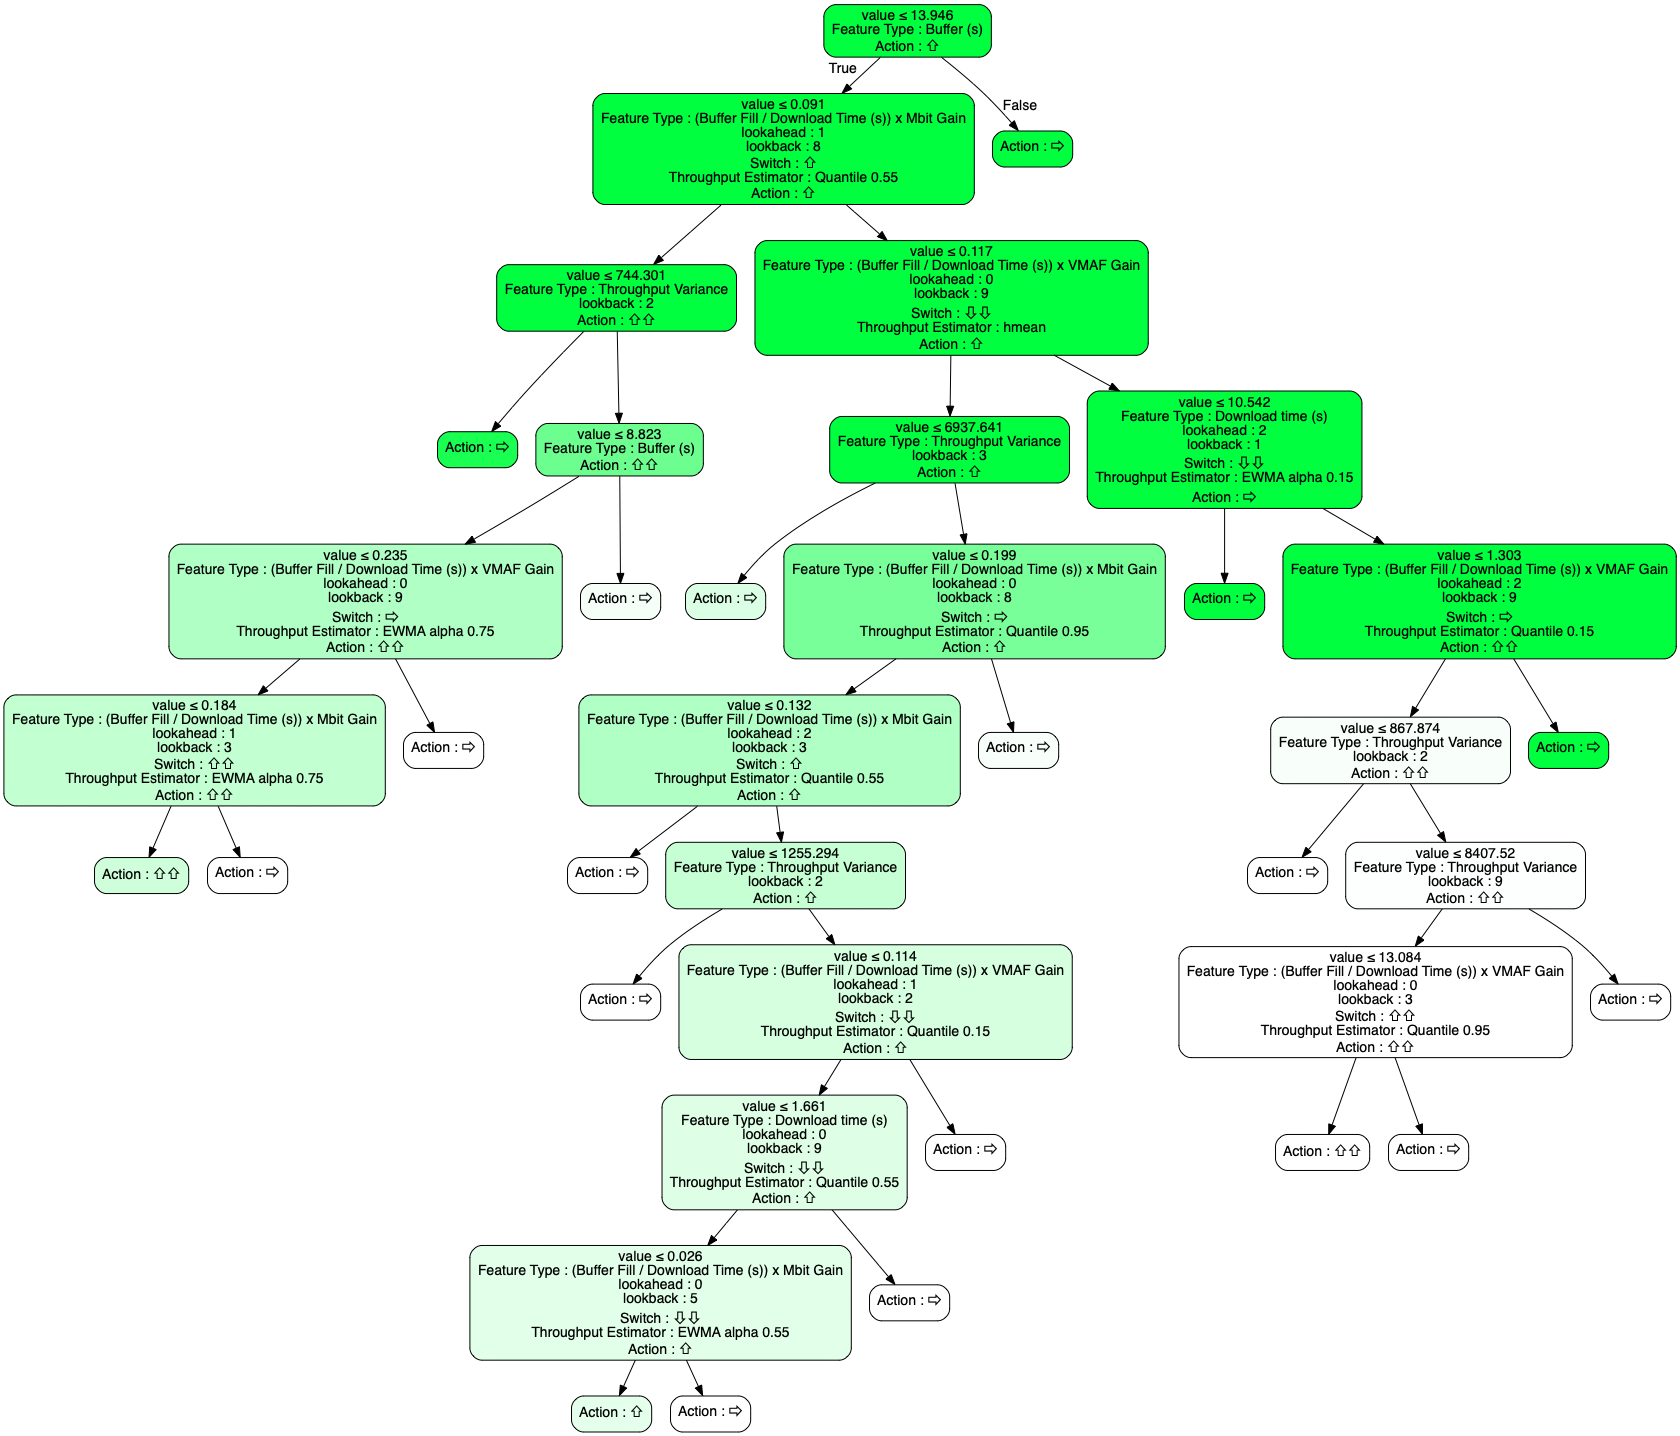 value ≤ 13.946
Feature Type : Buffer (s)
Action : ⇧
True
False
value ≤ 0.091
Feature Type : (Buffer Fill / Download Time (s)) x Mbit Gain
lookahead : 1
lookback : 8
Switch : ⇧
Throughput Estimator : Quantile 0.55
Action : ⇧
Action : ⇨
value ≤ 744.301
Feature Type : Throughput Variance
lookback : 2
Action : ⇧⇧
value ≤ 0.117
Feature Type : (Buffer Fill / Download Time (s)) x VMAF Gain
lookahead : 0
lookback : 9
Switch : ⇩⇩
Throughput Estimator : hmean
Action : ⇧
Action : ⇨
value ≤ 8.823
Feature Type : Buffer (s)
Action : ⇧⇧
value ≤ 6937.641
Feature Type : Throughput Variance
lookback : 3
Action : ⇧
value ≤ 10.542
Feature Type : Download time (s)
lookahead : 2
lookback : 1
Switch : ⇩⇩
Throughput Estimator : EWMA alpha 0.15
Action : ⇨
value ≤ 0.235
Feature Type : (Buffer Fill / Download Time (s)) x VMAF Gain
lookahead : 0
lookback : 9
Switch : ⇨
Throughput Estimator : EWMA alpha 0.75
Action : ⇧⇧
Action : ⇨
Action : ⇨
value ≤ 0.199
Feature Type : (Buffer Fill / Download Time (s)) x Mbit Gain
lookahead : 0
lookback : 8
Switch : ⇨
Throughput Estimator : Quantile 0.95
Action : ⇧
Action : ⇨
value ≤ 1.303
Feature Type : (Buffer Fill / Download Time (s)) x VMAF Gain
lookahead : 2
lookback : 9
Switch : ⇨
Throughput Estimator : Quantile 0.15
Action : ⇧⇧
value ≤ 0.184
Feature Type : (Buffer Fill / Download Time (s)) x Mbit Gain
lookahead : 1
lookback : 3
Switch : ⇧⇧
Throughput Estimator : EWMA alpha 0.75
Action : ⇧⇧
Action : ⇨
value ≤ 0.132
Feature Type : (Buffer Fill / Download Time (s)) x Mbit Gain
lookahead : 2
lookback : 3
Switch : ⇧
Throughput Estimator : Quantile 0.55
Action : ⇧
Action : ⇨
value ≤ 867.874
Feature Type : Throughput Variance
lookback : 2
Action : ⇧⇧
Action : ⇨
Action : ⇧⇧
Action : ⇨
Action : ⇨
value ≤ 1255.294
Feature Type : Throughput Variance
lookback : 2
Action : ⇧
Action : ⇨
value ≤ 8407.52
Feature Type : Throughput Variance
lookback : 9
Action : ⇧⇧
Action : ⇨
value ≤ 0.114
Feature Type : (Buffer Fill / Download Time (s)) x VMAF Gain
lookahead : 1
lookback : 2
Switch : ⇩⇩
Throughput Estimator : Quantile 0.15
Action : ⇧
value ≤ 13.084
Feature Type : (Buffer Fill / Download Time (s)) x VMAF Gain
lookahead : 0
lookback : 3
Switch : ⇧⇧
Throughput Estimator : Quantile 0.95
Action : ⇧⇧
Action : ⇨
value ≤ 1.661
Feature Type : Download time (s)
lookahead : 0
lookback : 9
Switch : ⇩⇩
Throughput Estimator : Quantile 0.55
Action : ⇧
Action : ⇨
Action : ⇧⇧
Action : ⇨
value ≤ 0.026
Feature Type : (Buffer Fill / Download Time (s)) x Mbit Gain
lookahead : 0
lookback : 5
Switch : ⇩⇩
Throughput Estimator : EWMA alpha 0.55
Action : ⇧
Action : ⇨
Action : ⇧
Action : ⇨